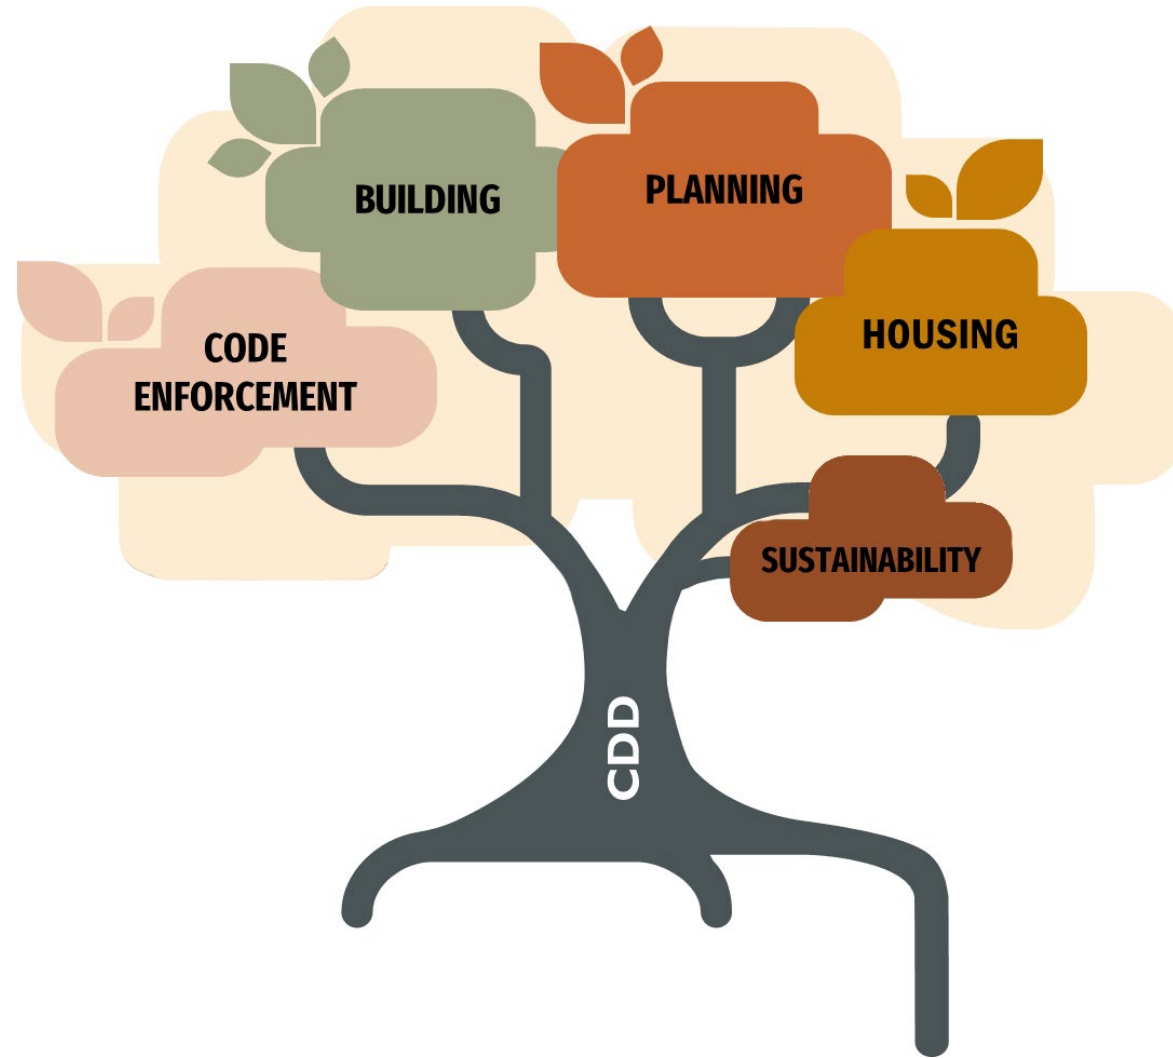 BUILDING
PLANNING
CODE
ENFORCEMENT
HOUSING
SUSTAINABILITY
CDD